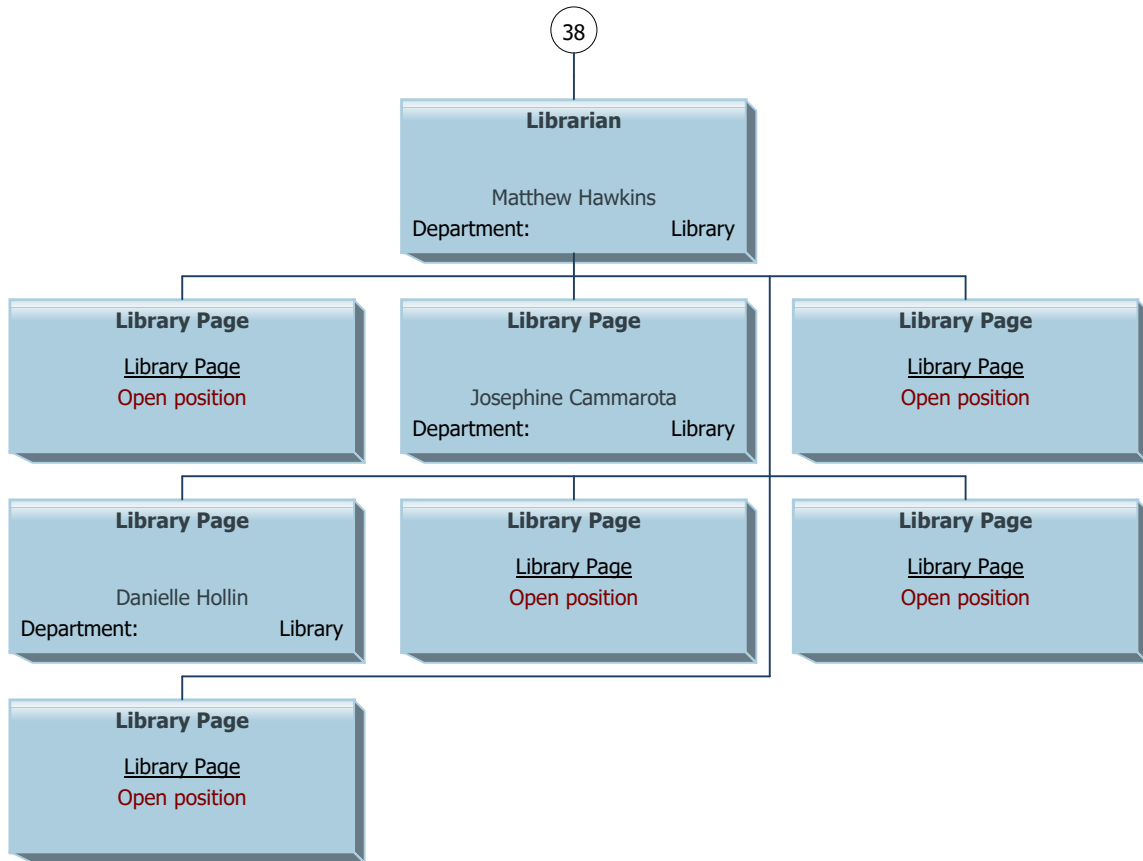 38
Librarian
Matthew Hawkins
Department: Library
Library Page
Library Page
Open position
Library Page
Josephine Cammarota
Department: Library
Library Page
Library Page
Open position
Library Page
Danielle Hollin
Department: Library
Library Page
Library Page
Open position
Library Page
Library Page
Open position
Library Page
Library Page
Open position